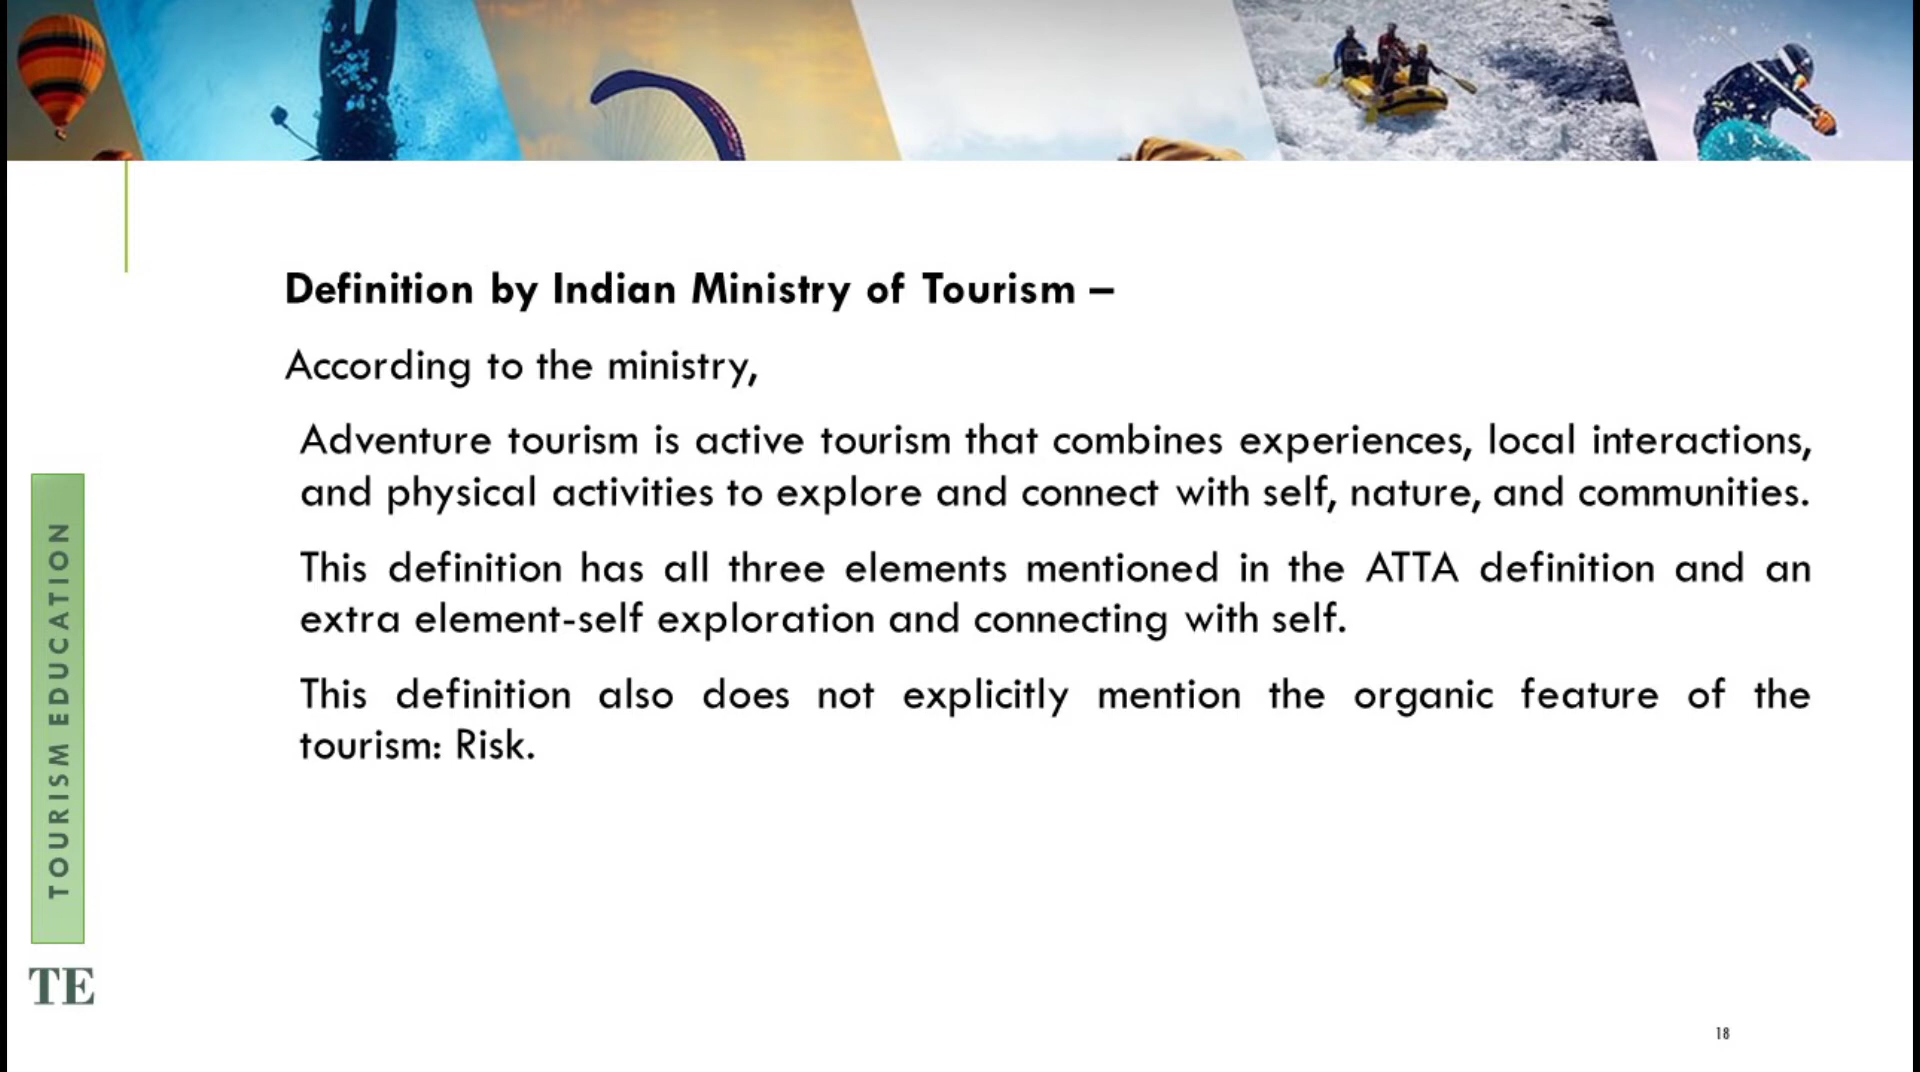 Definition by Indian Ministry of Tourism –
According to the ministry,
Adventure tourism is active tourism that combines experiences, local interactions,
and physical activities to explore and connect with self, nature, and communities.
This definition has all three elements mentioned in the ATTA definition and an
extra element-self exploration and connecting with self.
This definition also does not explicitly mention the organic feature of the
tourism: Risk.
TOURISM EDUCATION
TE
18